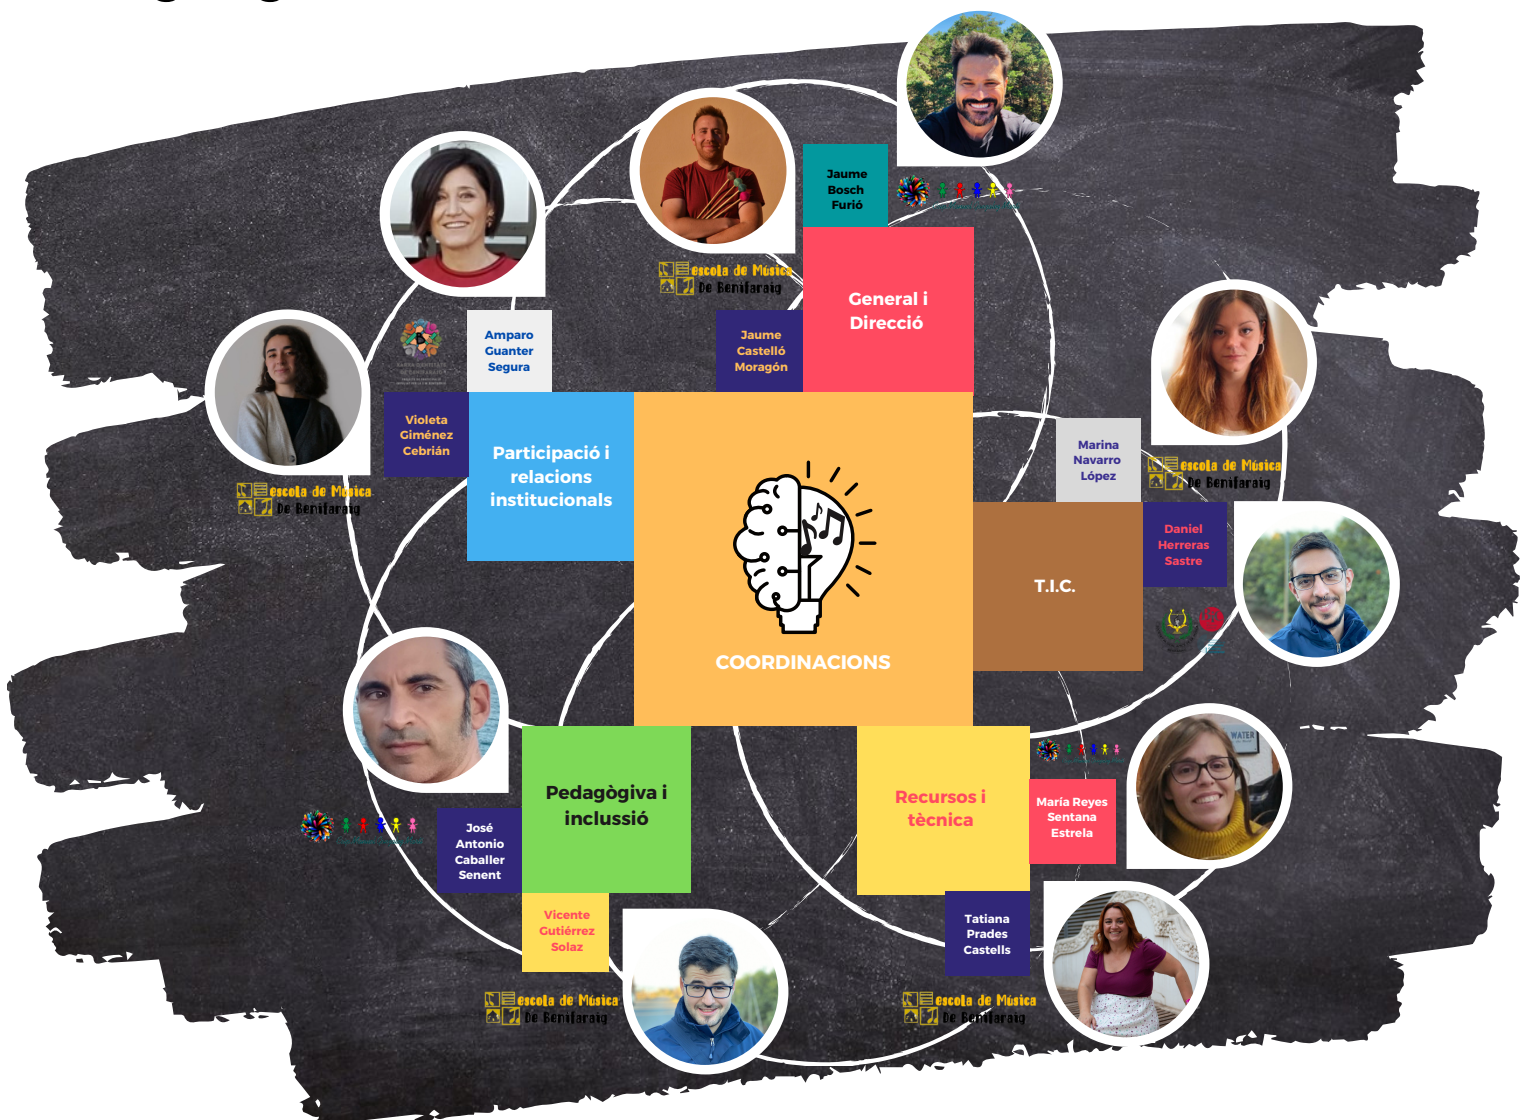 Jaume
Bosch
Furió
escola de Música
De Benifaraig
General i
Direcció
Amparo
Guanter
Segura
Jaume
Castelló
Moragón
Violeta
Giménez
Cebrián
Participació i
relacions
institucionals
Marina
Navarro
López
escola de Música
De Benifaraig
escola de Música
De Benifaraig
Daniel
Herreras
Sastre
T.I.C.
COORDINACIONS
WATER
Pedagògiva i
inclussió
Recursos i
tècnica
María Reyes
Sentana
Estrela
José
Antonio
Caballer
Senent
Vicente
Gutiérrez
Solaz
Tatiana
Prades
Castells
escola de Música
De Benifaraig
escola de Música
De Benifaraig